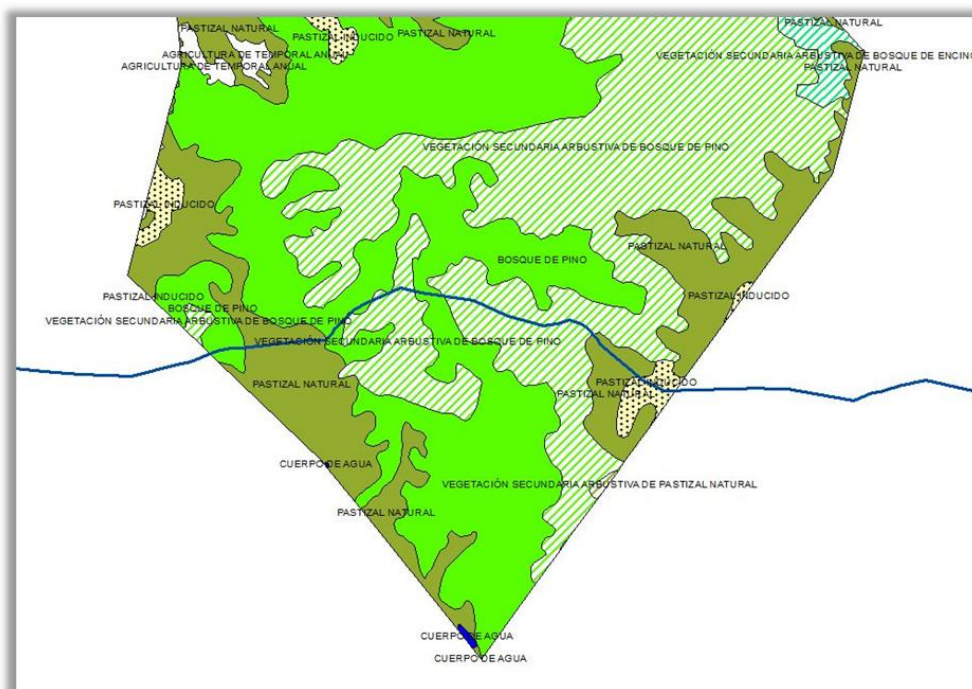 PASTIZAL NATURAL
PASTIZAL NATURAL
PASTIZAL NATURAL
PASTIZAL INDUCIDO
AGRICULTURA DE TEMPORAL ANUAL
VEGETACIÓN SECUNDARIA ARBUSTIVA DE BOSQUE DE ENCINO
AGRICULTURA DE TEMPORAL ANUAL
PASTIZAL NATURAL
VEGETACIÓN SECUNDARIA ARBUSTIVA DE BOSQUE DE PINO
PASTIZAL INDUCIDO
PASTIZAL NATURAL
BOSQUE DE PINO
PASTIZAL INDUCIDO
PASTIZAL INDUCIDO
BOSQUE DE PINO
VEGETACIÓN SECUNDARIA ARBUSTIVA DE BOSQUE DE PINO
VEGETACIÓN SECUNDARIA ARBUSTIVA DE BOSQUE DE PINO
PASTIZAL NATURAL
PASTIZAL INDUCIDO
PASTIZAL NATURAL
CUERPO DE AGUA
VEGETACIÓN SECUNDARIA ARBUSTIVA DE PASTIZAL NATURAL
PASTIZAL NATURAL
CUERPO DE AGUA
CUERPO DE AGUA